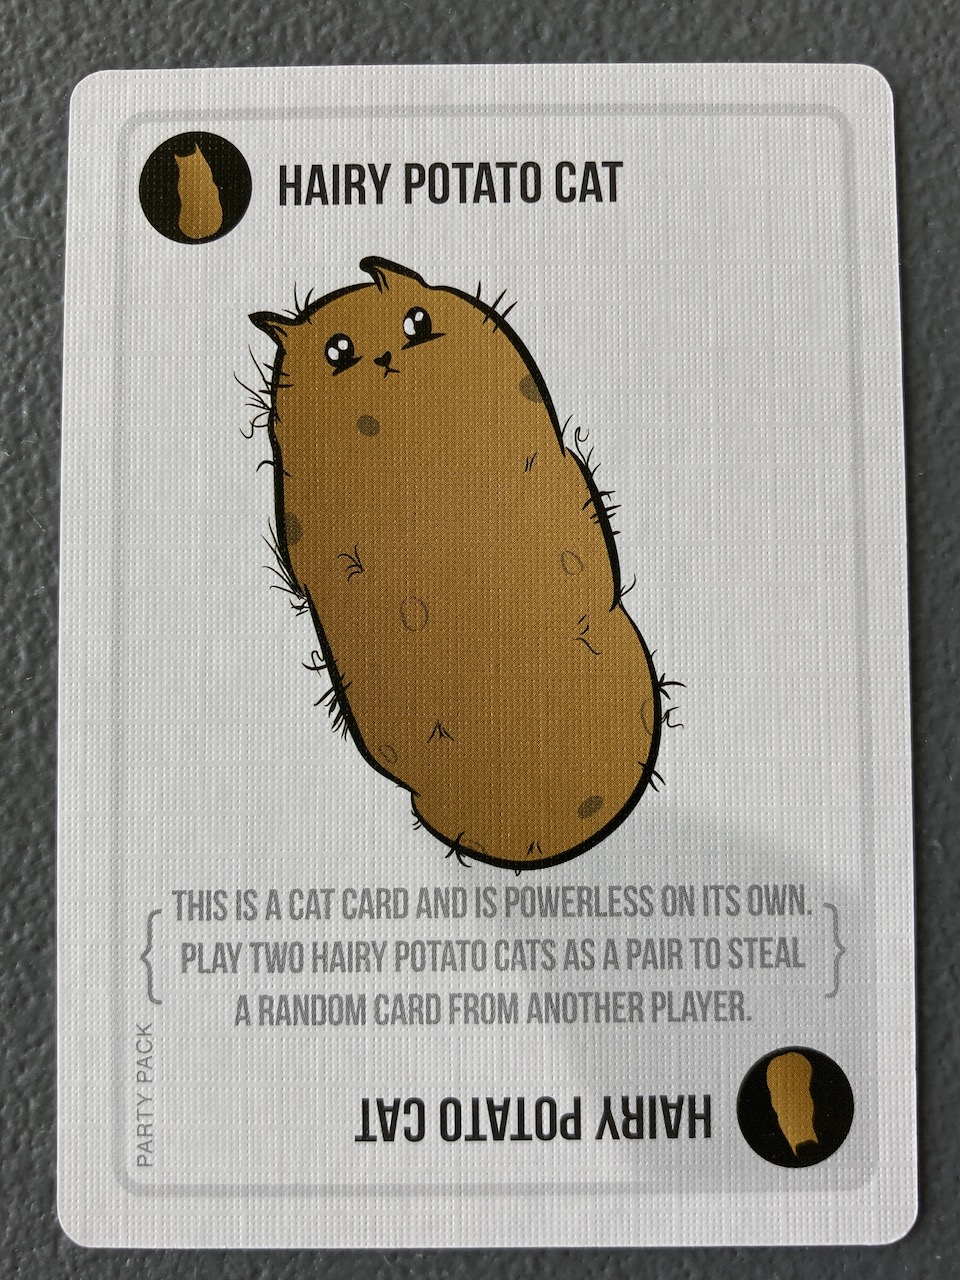 HAIRY POTATO CAT
THIS IS A CAT CARD AND IS POWERLESS ON ITS OWN.
PLAY TWO HAIRY POTATO CATS AS A PAIR TO STEAL
A RANDOM CARD FROM ANOTHER PLAYER.
PARTY PACK
HAIRY POTATO CAT